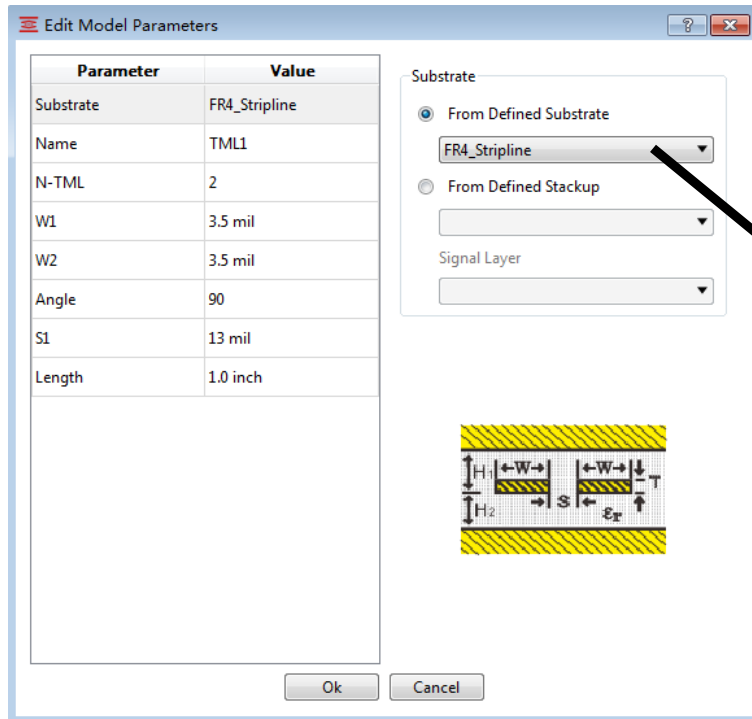 Edit Model Parameters
?
Parameter Value
Substrate FR4_Stripline
Name TML1
N-TML 2
W1 3.5 mil
W2 3.5 mil
Angle 90
S1 13 mil
Length 1.0 inch
Substrate
From Defined Substrate
FR4_Stripline
From Defined Stackup
Signal Layer
H1 W W T
H2 S εr
Ok Cancel